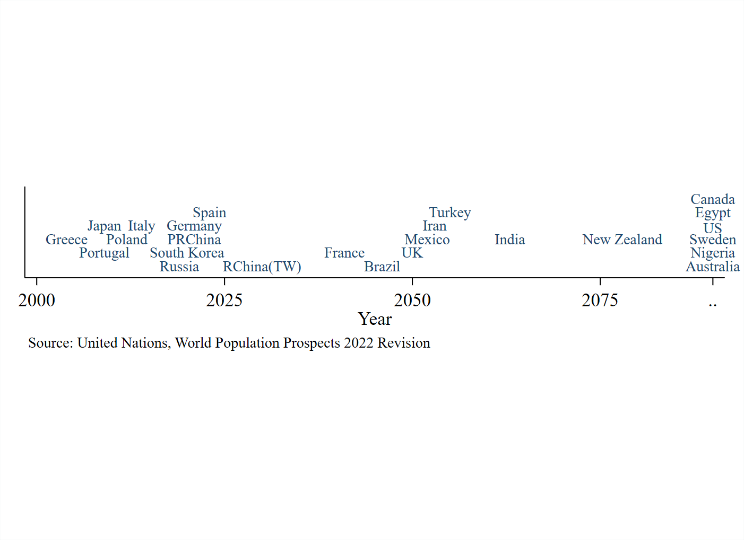 Canada
Spain Turkey Egypt
Japan Italy Germany Iran US
Greece Poland PRChina Mexico India New Zealand Sweden
Portugal South Korea France UK Nigeria
Russia RChina(TW) Brazil Australia
2000 2025 2050 2075 ..
Year
Source: United Nations, World Population Prospects 2022 Revision